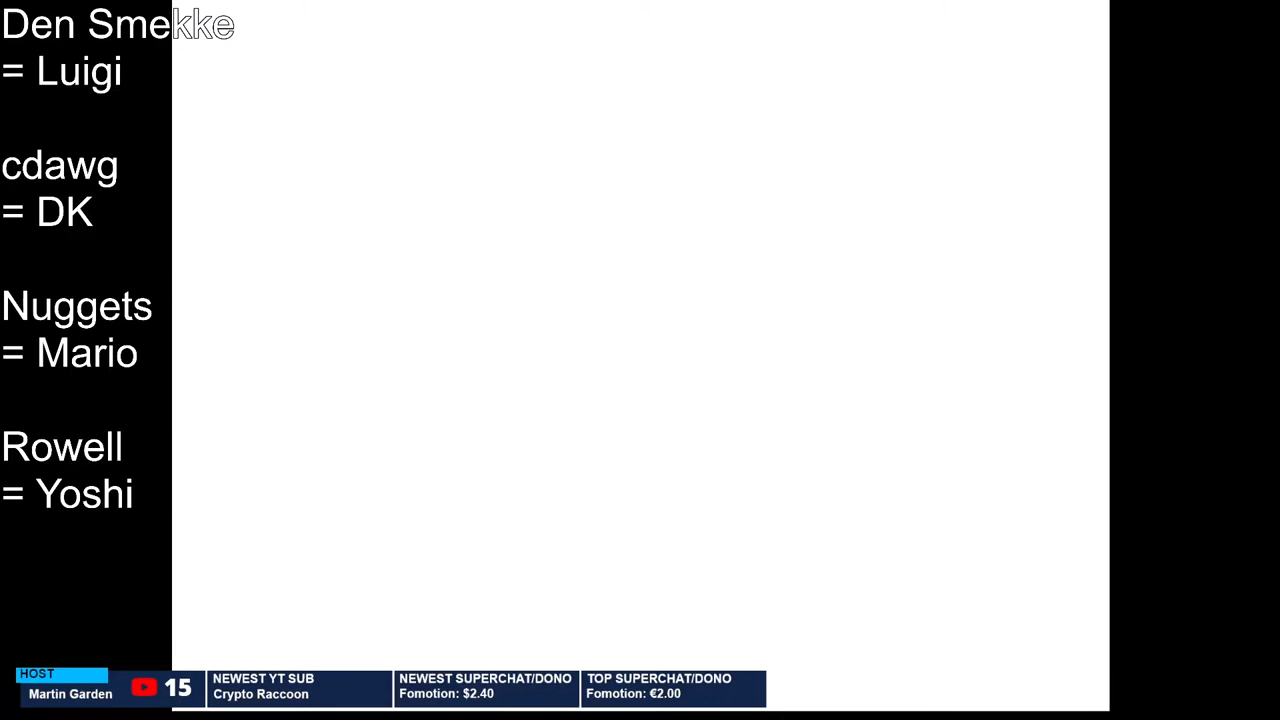 Den Smekke
= Luigi
cdawg
= DK
Nuggets
= Mario
Rowell
= Yoshi
HOST
Martin Garden
15
NEWEST YT SUB
Crypto Raccoon
NEWEST SUPERCHAT/DONO
Fomotion: $2.40
TOP SUPERCHAT/DONO
Fomotion: €2.00